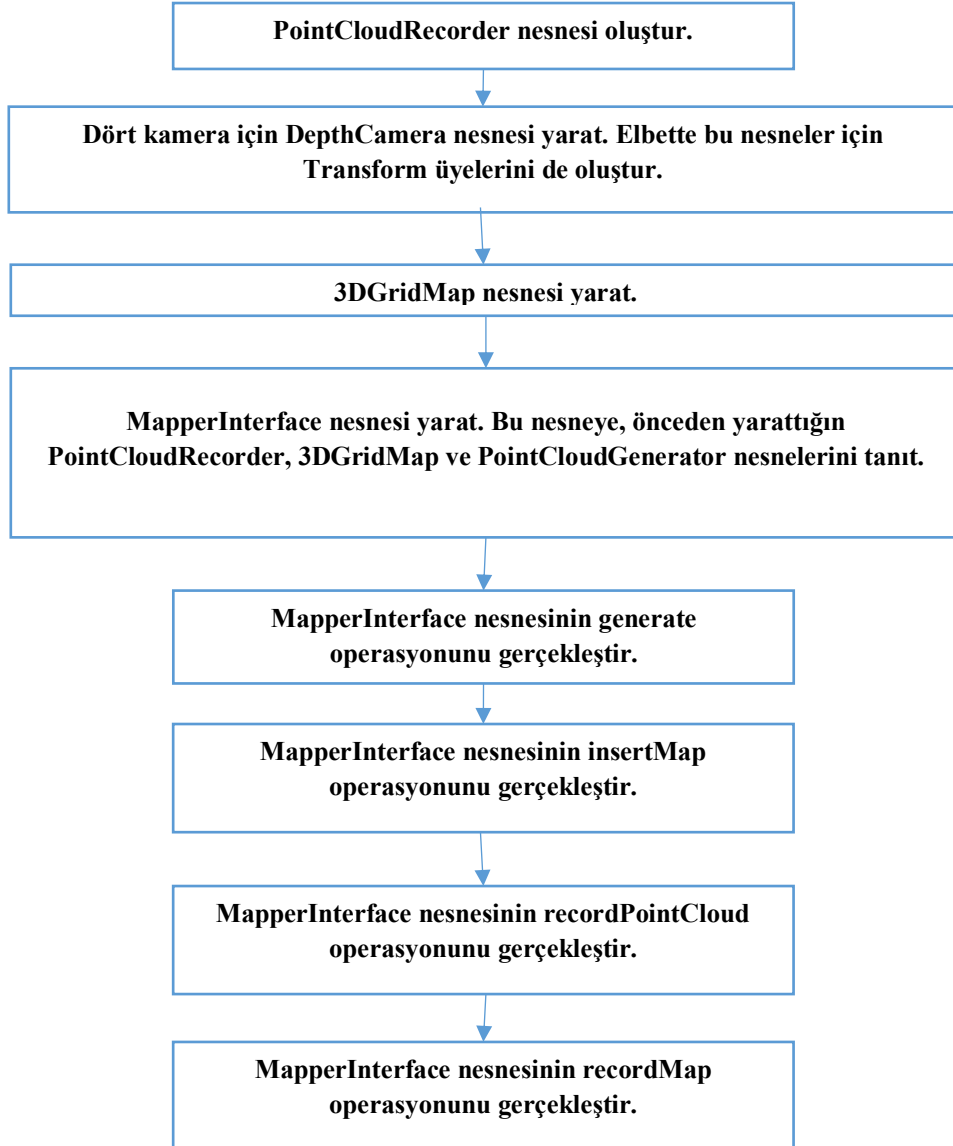 PointCloudRecorder nesnesi oluştur.
Dört kamera için DepthCamera nesnesi yarat. Elbette bu nesneler için
Transform üyelerini de oluştur.
3DGridMap nesnesi yarat.
MapperInterface nesnesi yarat. Bu nesneye, önceden yarattığın
PointCloudRecorder, 3DGridMap ve PointCloudGenerator nesnelerini tanıt.
MapperInterface nesnesinin generate
operasyonunu gerçekleştir.
MapperInterface nesnesinin insertMap
operasyonunu gerçekleştir.
MapperInterface nesnesinin recordPointCloud
operasyonunu gerçekleştir.
MapperInterface nesnesinin recordMap
operasyonunu gerçekleştir.